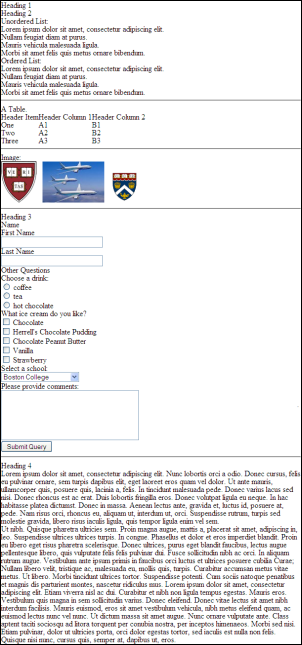 Heading 1
Heading 2
Unordered List:
Lorem ipsum dolor sit amet, consectetur adipiscing elit.
Nullam feugiat diam at purus.
Mauris vehicula malesuada ligula.
Morbi sit amet felis quis metus ornare bibendum.
Ordered List:
Lorem ipsum dolor sit amet, consectetur adipiscing elit.
Nullam feugiat diam at purus.
Mauris vehicula malesuada ligula.
Morbi sit amet felis quis metus ornare bibendum.
A Table.
Header Item Header Column 1 Header Column 2
One A1 B1
Two A2 B2
Three A3 B3
Image:
VE RI
TAS
Heading 3
Name
First Name
Last Name
Other Questions
Choose a drink:
coffee
tea
hot chocolate
What ice cream do you like?
Chocolate
Herrell's Chocolate Pudding
Chocolate Peanut Butter
Vanilla
Strawberry
Select a school:
Boston College
Please provide comments:
Submit Query
Heading 4
Lorem ipsum dolor sit amet, consectetur adipiscing elit. Nunc lobortis orci a odio. Donec cursus, felis
eu pulvinar ornare, sem turpis dapibus elit, eget laoreet eros quam vel dolor. Ut ante mauris,
ullamcorper quis, posuere quis, lacinia a, felis. In tincidunt malesuada pede. Donec varius lacus sed
nisi. Donec rhoncus est ac erat. Duis lobortis fringilla eros. Donec volutpat ligula eu neque. In hac
habitasse platea dictumst. Donec in massa. Aenean lectus ante, gravida et, luctus id, posuere at,
pede. Nam risus orci, rhoncus eu, aliquam ut, interdum ut, orci. Suspendisse rutrum, turpis sed
molestie gravida, libero risus iaculis ligula, quis tempor ligula enim vel sem.
Ut nibh. Quisque pharetra ultricies sem. Proin magna augue, mattis a, placerat sit amet, adipiscing in,
leo. Suspendisse ultrices ultrices turpis. In congue. Phasellus et dolor et eros imperdiet blandit. Proin
eu libero eget risus pharetra scelerisque. Donec ultrices, purus eget blandit faucibus, lectus augue
pellentesque libero, quis vulputate felis felis pulvinar dui. Fusce sollicitudin nibh ac orci. In aliquam
rutrum augue. Vestibulum ante ipsum primis in faucibus orci luctus et ultrices posuere cubilia Curae;
Nullam libero velit, tristique ac, malesuada eu, mollis quis, turpis. Curabitur accumsan metus vitae
metus. Ut libero. Morbi tincidunt ultrices tortor. Suspendisse potenti. Cum sociis natoque penatibus
et magnis dis parturient montes, nascetur ridiculus mus. Lorem ipsum dolor sit amet, consectetur
adipiscing elit. Etiam viverra nisl ac dui. Curabitur et nibh non ligula tempus egestas. Mauris eros.
Vestibulum quis magna in sem sollicitudin varius. Donec eleifend. Donec vitae lectus sit amet nibh
interdum facilisis. Mauris euismod, eros sit amet vestibulum vehicula, nibh metus eleifend quam, ac
euismod lectus nunc vel nunc. Ut dictum massa sit amet augue. Nunc ornare vulputate ante. Class
aptent taciti sociosqu ad litora torquent per conubia nostra, per inceptos himenaeos. Morbi sed nisi.
Etiam pulvinar, dolor ut ultricies porta, orci dolor egestas tortor, sed iaculis est nulla non felis.
Quisque nisi nunc, cursus quis, semper at, dapibus ut, eros.